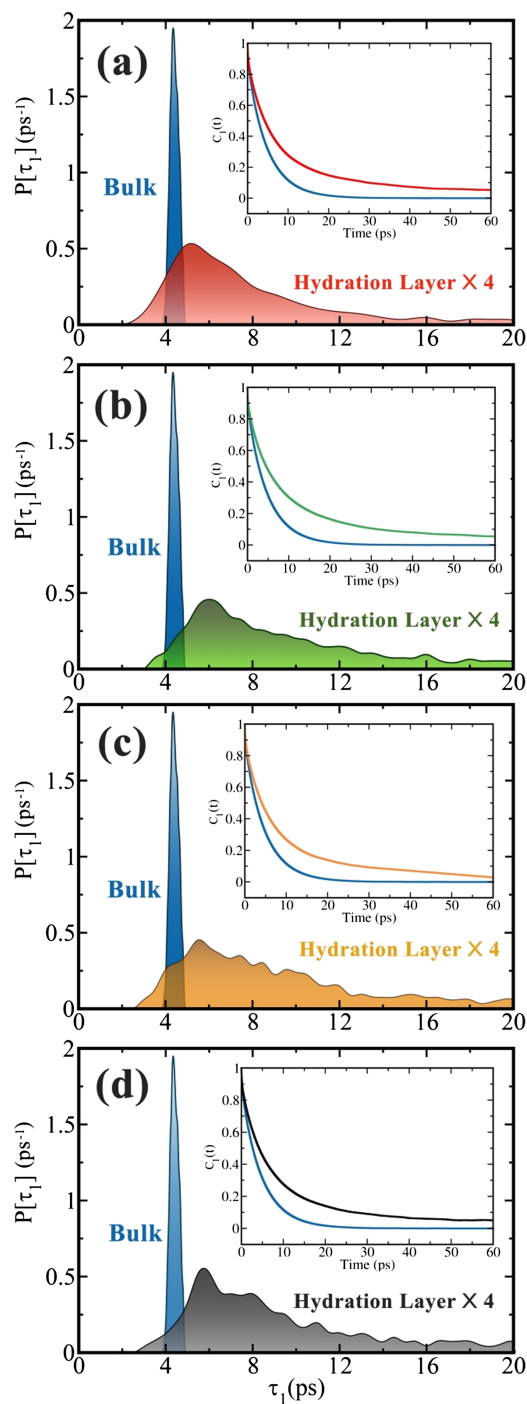 2
(a)
1.5
P[τ₁] (ps⁻¹)
1
Bulk
0.5
Hydration Layer X 4
0
0 4 8 12 16 20
1
0.8
0.6
C₁(t)
0.4
0.2
0
0 10 20 30 40 50 60
Time (ps)
2
(b)
1.5
P[τ₁] (ps⁻¹)
1
Bulk
0.5
Hydration Layer X 4
0
0 4 8 12 16 20
1
0.8
0.6
C₁(t)
0.4
0.2
0
0 10 20 30 40 50 60
Time (ps)
2
(c)
1.5
P[τ₁] (ps⁻¹)
1
Bulk
0.5
Hydration Layer X 4
0
0 4 8 12 16 20
1
0.8
0.6
C₁(t)
0.4
0.2
0
0 10 20 30 40 50 60
Time (ps)
2
(d)
1.5
P[τ₁] (ps⁻¹)
1
Bulk
0.5
Hydration Layer X 4
0
0 4 8 12 16 20
1
0.8
0.6
C₁(t)
0.4
0.2
0
0 10 20 30 40 50 60
Time (ps)
τ₁(ps)